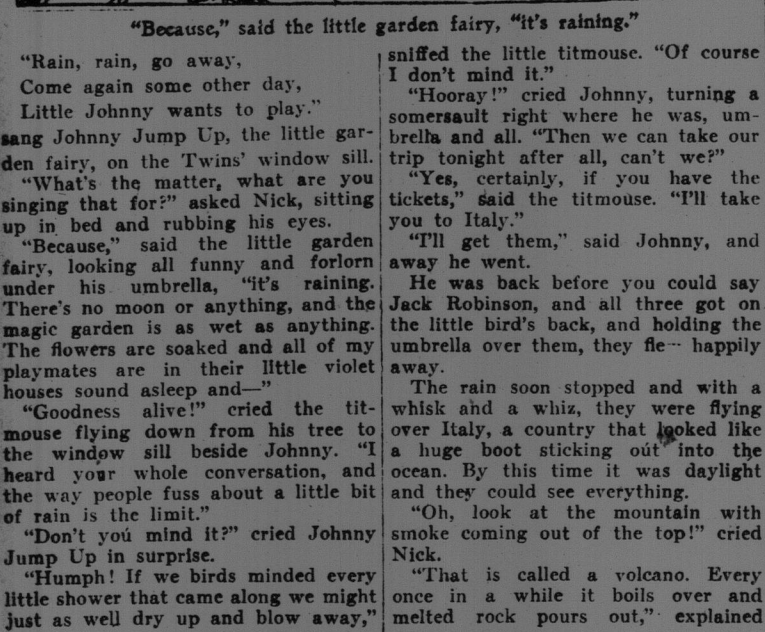 "Because," said the little garden fairy, "it's raining."
"Rain, rain, go away,
Come again some other day,
Little Johnny wants to play."
sang Johnny Jump Up, the little gar-
den fairy, on the Twins' window sill.
"What's the matter, what are you
singing that for?" asked Nick, sitting
up in bed and rubbing his eyes.
"Because," said the little garden
fairy, looking all funny and forlorn
under his umbrella, "it's raining.
There's no moon or anything, and the
magic garden is as wet as anything.
The flowers are soaked and all of my
playmates are in their little violet
houses sound asleep and—"
"Goodness alive!" cried the tit-
mouse flying down from his tree to
the window sill beside Johnny. "I
heard your whole conversation, and
the way people fuss about a little bit
of rain is the limit."
"Don't you mind it?" cried Johnny
Jump Up in surprise.
"Humph! If we birds minded every
little shower that came along we might
just as well dry up and blow away,"
sniffed the little titmouse. "Of course
I don't mind it."
"Hooray!" cried Johnny, turning a
somersault right where he was, um-
brella and all. "Then we can take our
trip tonight after all, can't we?"
"Yes, certainly, if you have the
tickets," said the titmouse. "I'll take
you to Italy."
"I'll get them," said Johnny, and
away he went.
He was back before you could say
Jack Robinson, and all three got on
the little bird's back, and holding the
umbrella over them, they happily
away.
The rain soon stopped and with a
whisk and a whiz, they were flying
over Italy, a country that looked like
a huge boot sticking out into the
ocean. By this time it was daylight
and they could see everything.
"Oh, look at the mountain with
smoke coming out of the top!" cried
Nick.
"That is called a volcano. Every
once in a while it boils over and
melted rock pours out," explained